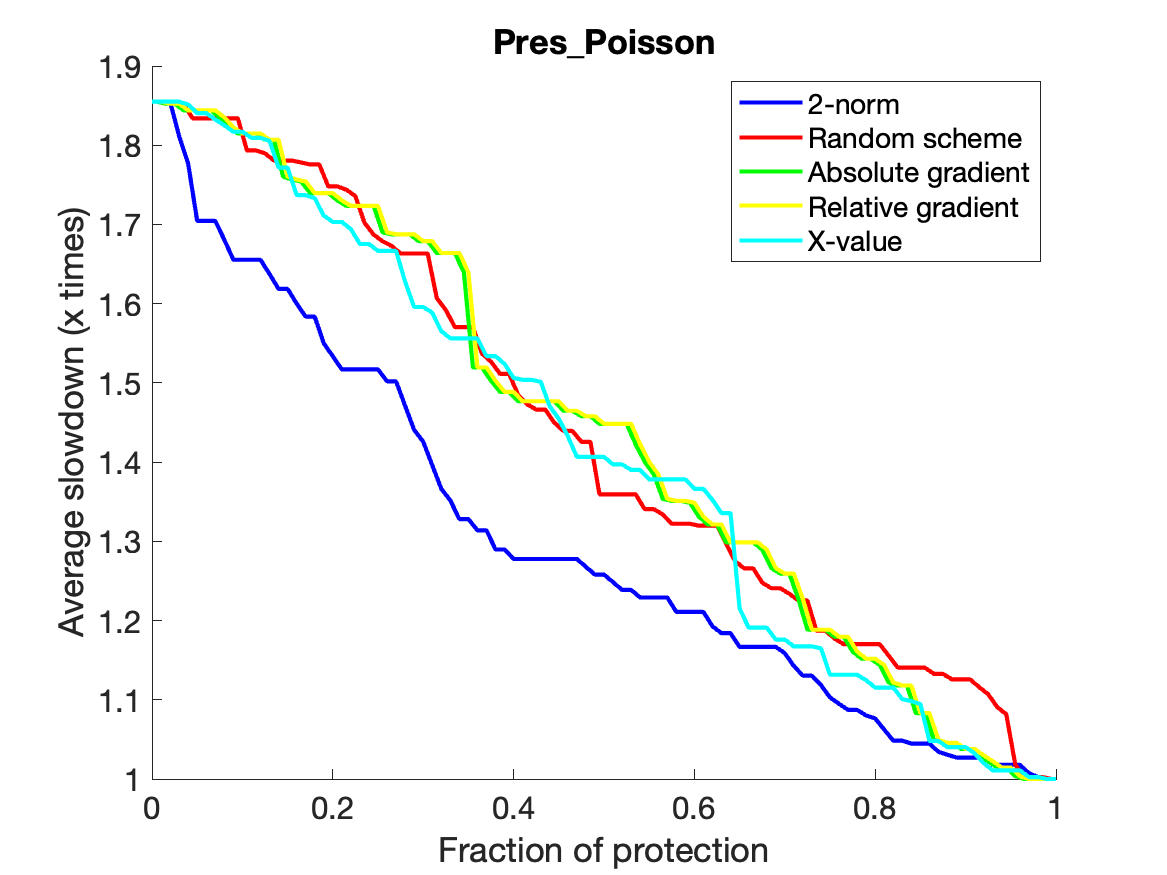 Pres_Poisson
1.9
1.8
1.7
1.6
1.5
1.4
1.3
1.2
1.1
1
Average slowdown (x times)
2-norm
Random scheme
Absolute gradient
Relative gradient
X-value
0 0.2 0.4 0.6 0.8 1
Fraction of protection